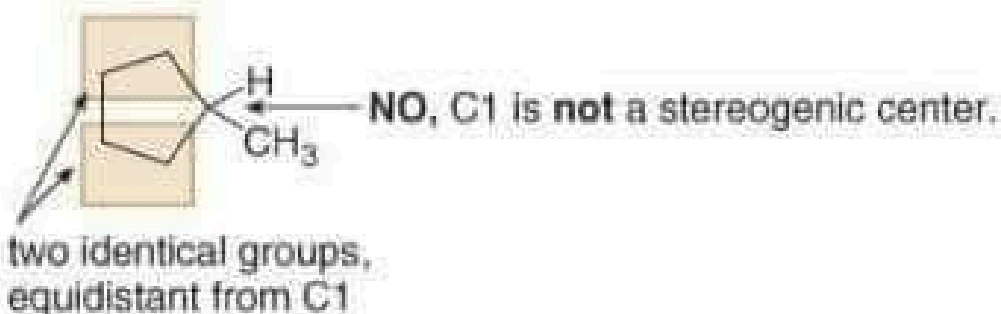 H
NO, C1 is not a stereogenic center.
CH₃
two identical groups,
equidistant from C1